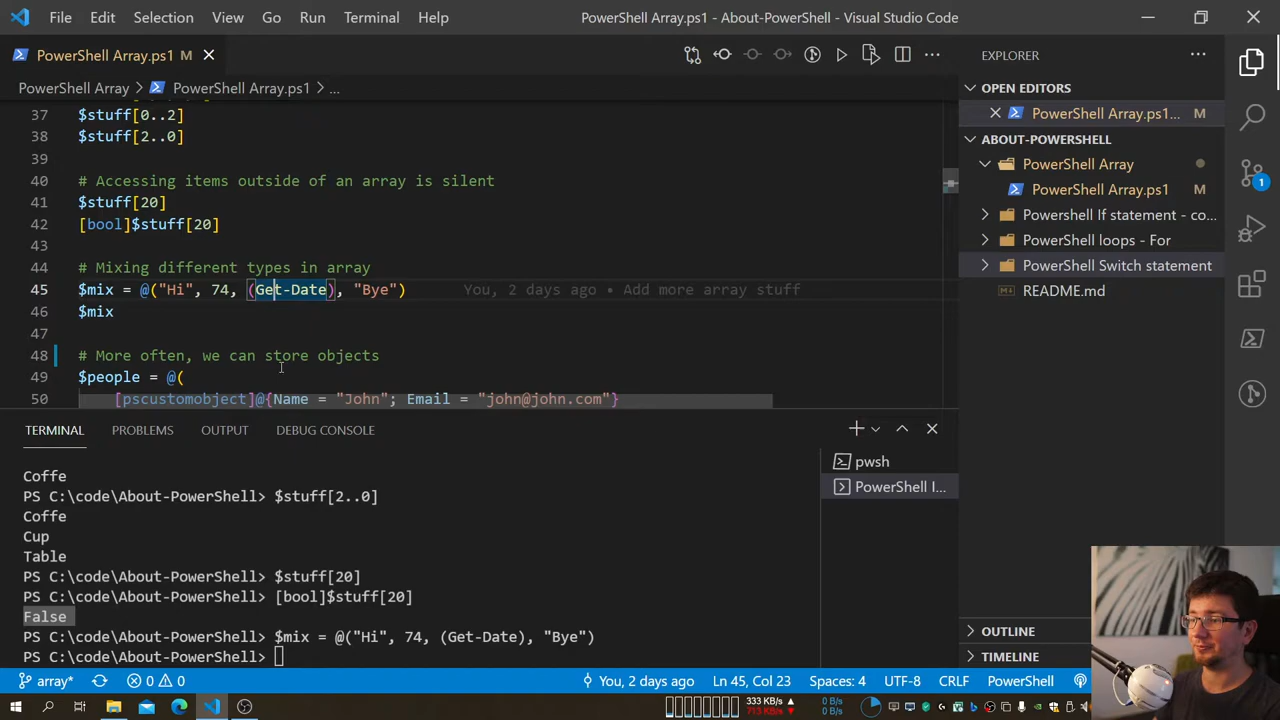 File Edit Selection View Go Run Terminal Help PowerShell Array.ps1 - About-PowerShell - Visual Studio Code
PowerShell Array.ps1 M
PowerShell Array > PowerShell Array.ps1 > ...
37 $stuff[0..2]
38 $stuff[2..0]
39
40 # Accessing items outside of an array is silent
41 $stuff[20]
42 [bool]$stuff[20]
43
44 # Mixing different types in array
45 $mix = @("Hi", 74, (Get-Date), "Bye") You, 2 days ago • Add more array stuff
46 $mix
47
48 # More often, we can store objects
49 $people = @(
50 [pscustomobject]@{Name = "John"; Email = "john@john.com"}
TERMINAL PROBLEMS OUTPUT DEBUG CONSOLE
Coffe
PS C:\code\About-PowerShell> $stuff[2..0]
Coffe
Cup
Table
PS C:\code\About-PowerShell> $stuff[20]
PS C:\code\About-PowerShell> [bool]$stuff[20]
False
PS C:\code\About-PowerShell> $mix = @("Hi", 74, (Get-Date), "Bye")
PS C:\code\About-PowerShell>
pwsh
PowerShell I...
EXPLORER
OPEN EDITORS
PowerShell Array.ps1... M
ABOUT-POWERSHELL
PowerShell Array
PowerShell Array.ps1 M
Powershell If statement - co...
PowerShell loops - For
PowerShell Switch statement
README.md
1
OUTLINE
TIMELINE
array* 0 0 You, 2 days ago Ln 45, Col 23 Spaces: 4 UTF-8 CRLF PowerShell
333 KB/s 0 B/s
713 KB/s 0 B/s